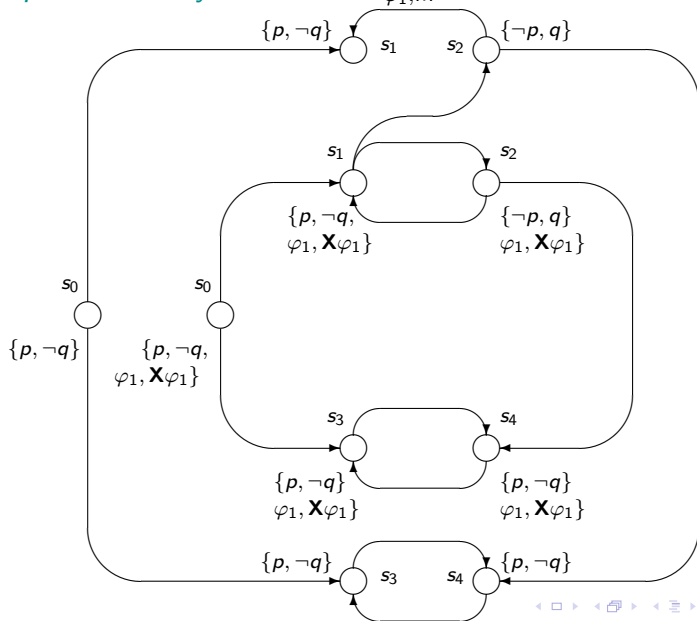 {p, ¬q}
s₁
s₂
{¬p, q}
s₁
s₂
{p, ¬q,
φ₁, Xφ₁}
{¬p, q}
φ₁, Xφ₁}
s₀
s₀
{p, ¬q}
{p, ¬q,
φ₁, Xφ₁}
s₃
s₄
{p, ¬q}
φ₁, Xφ₁}
{p, ¬q}
φ₁, Xφ₁}
{p, ¬q}
s₃
s₄
{p, ¬q}